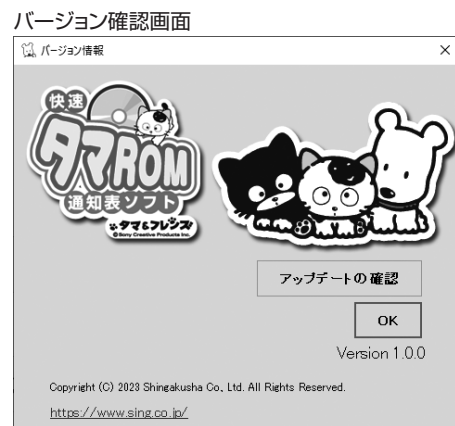 バージョン確認画面
バージョン情報
快速
タマROM
通知表ソフト
タマ&フレンズ
©Sony Creative Products Inc.
アップデートの確認
OK
Version 1.0.0
Copyright (C) 2023 Shingakusha Co., Ltd. All Rights Reserved.
https://www.sing.co.jp/